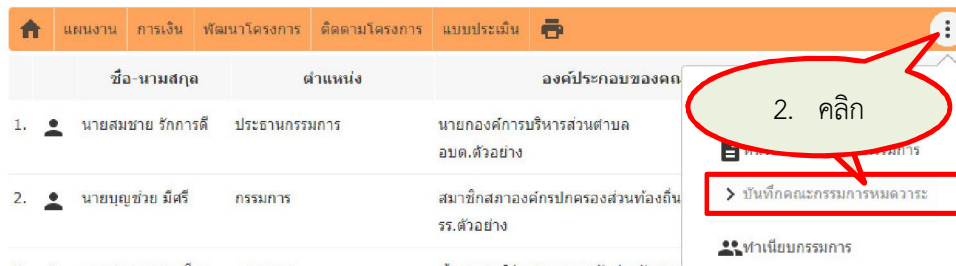 แผนงาน การเงิน พัฒนาโครงการ ติดตามโครงการ แบบประเมิน
ชื่อ-นามสกุล ตำแหน่ง องค์ประกอบของคณ
2. คลิก
1. นายสมชาย รักการดี ประธานกรรมการ นายกองค์การบริหารส่วนตำบล
อบต.ตัวอย่าง
2. นายบุญช่วย มีศรี กรรมการ สมาชิกสภาองค์กรปกครองส่วนท้องถิ่น
รร.ตัวอย่าง
บันทึกคณะกรรมการหมดวาระ
ทำเนียบกรรมการ